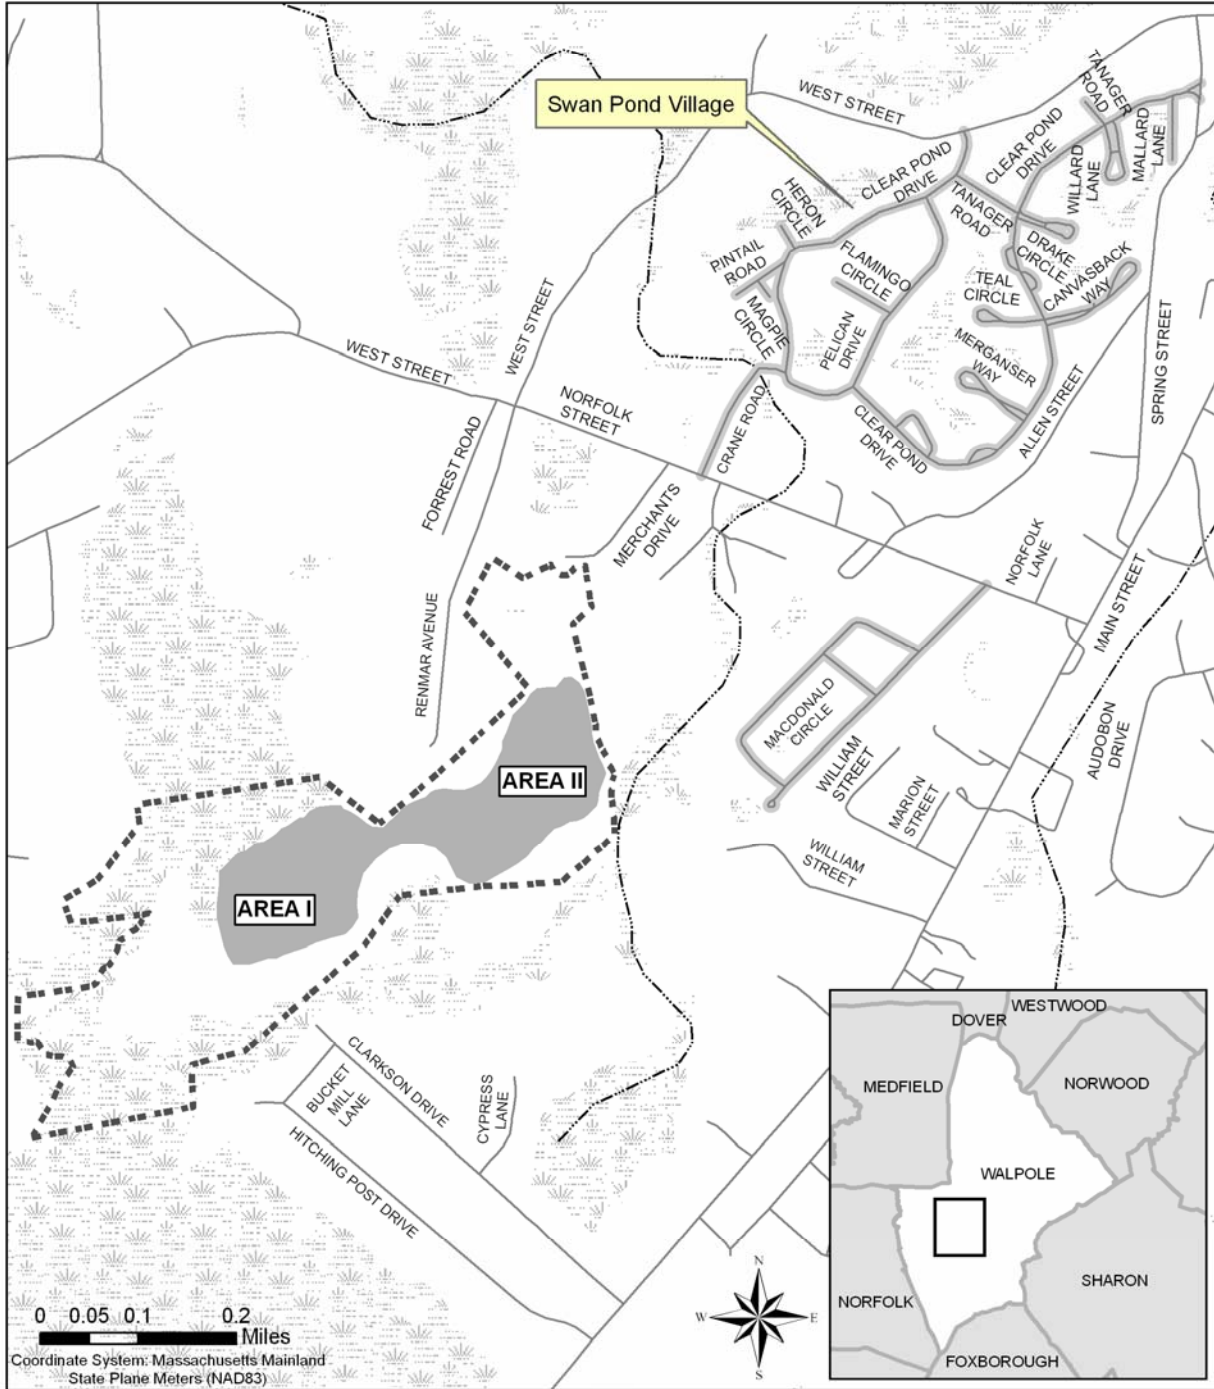 Swan Pond Village
WEST STREET
TANAGER
ROAD
CLEAR POND
DRIVE
WILLARD
LANE
MALLARD
LANE
HERON
CIRCLE
CLEAR POND
DRIVE
TANAGER
ROAD
DRAKE
CIRCLE
PINTAIL
ROAD
FLAMINGO
CIRCLE
TEAL
CIRCLE
CANVASBACK
WAY
MAGPIE
CIRCLE
PELICAN
DRIVE
MERGANSER
WAY
SPRING STREET
WEST STREET
WEST STREET
NORFOLK
STREET
CRANE ROAD
CLEAR POND
DRIVE
ALLEN STREET
FORREST ROAD
MERCHANTS
DRIVE
NORFOLK
LANE
MAIN STREET
RENMAR AVENUE
MACDONALD
CIRCLE
WILLIAM
STREET
MARION
STREET
AUDOBON
DRIVE
WILLIAM
STREET
AREA II
AREA I
CLARKSON DRIVE
BUCKET
MILL
LANE
CYPRESS
LANE
HITCHING POST DRIVE
WESTWOOD
DOVER
MEDFIELD
NORWOOD
WALPOLE
SHARON
NORFOLK
FOXBOROUGH
N
W E
S
0 0.05 0.1 0.2
Miles
Coordinate System: Massachusetts Mainland
State Plane Meters (NAD83)